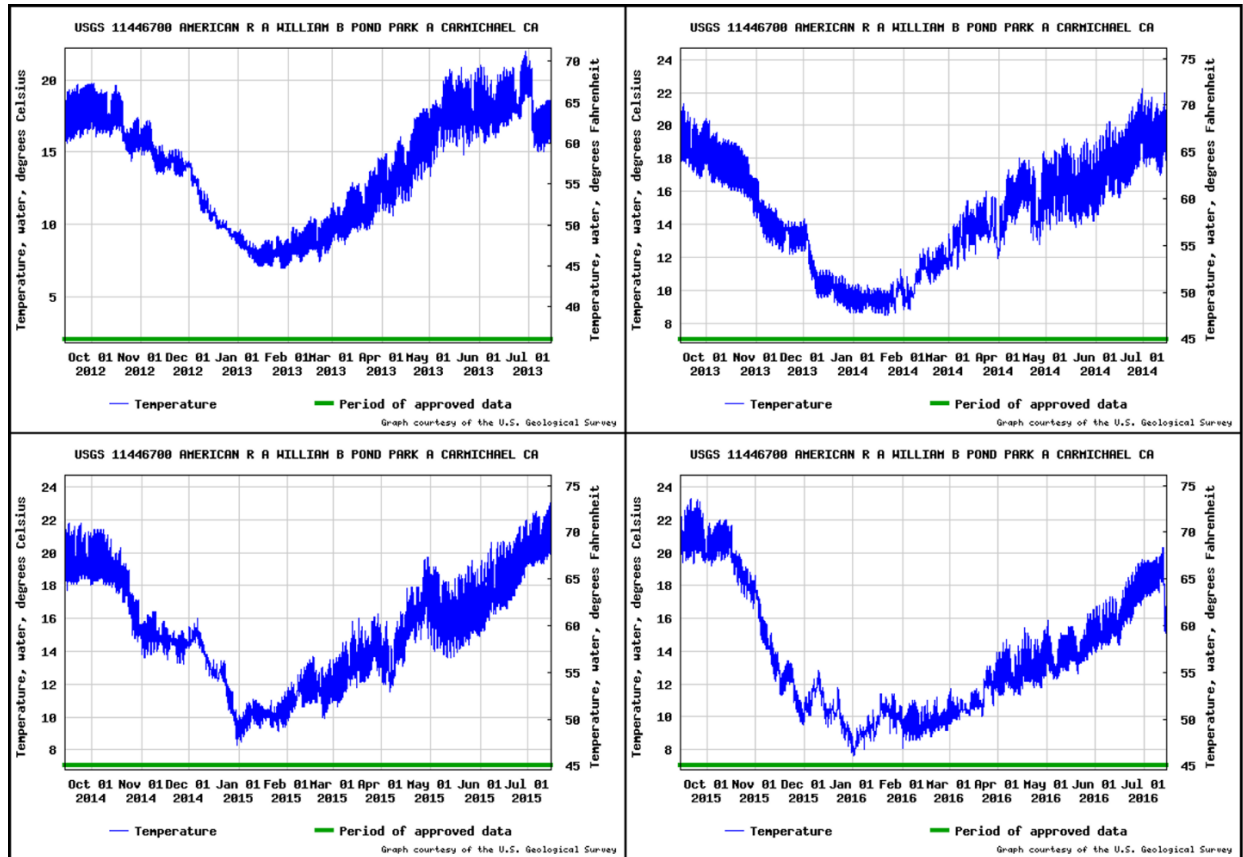 USGS 11446700 AMERICAN R A WILLIAM B POND PARK A CARMICHAEL CA
Temperature, water, degrees Celsius
20
15
10
5
Temperature, water, degrees Fahrenheit
70
65
60
55
50
45
40
Oct 01 Nov 01 Dec 01 Jan 01 Feb 01 Mar 01 Apr 01 May 01 Jun 01 Jul 01
2012 2012 2012 2013 2013 2013 2013 2013 2013 2013
Temperature Period of approved data
Graph courtesy of the U.S. Geological Survey
USGS 11446700 AMERICAN R A WILLIAM B POND PARK A CARMICHAEL CA
Temperature, water, degrees Celsius
24
22
20
18
16
14
12
10
8
Temperature, water, degrees Fahrenheit
75
70
65
60
55
50
45
Oct 01 Nov 01 Dec 01 Jan 01 Feb 01 Mar 01 Apr 01 May 01 Jun 01 Jul 01
2013 2013 2013 2014 2014 2014 2014 2014 2014 2014
Temperature Period of approved data
Graph courtesy of the U.S. Geological Survey
USGS 11446700 AMERICAN R A WILLIAM B POND PARK A CARMICHAEL CA
Temperature, water, degrees Celsius
24
22
20
18
16
14
12
10
8
Temperature, water, degrees Fahrenheit
75
70
65
60
55
50
45
Oct 01 Nov 01 Dec 01 Jan 01 Feb 01 Mar 01 Apr 01 May 01 Jun 01 Jul 01
2014 2014 2014 2015 2015 2015 2015 2015 2015 2015
Temperature Period of approved data
Graph courtesy of the U.S. Geological Survey
USGS 11446700 AMERICAN R A WILLIAM B POND PARK A CARMICHAEL CA
Temperature, water, degrees Celsius
24
22
20
18
16
14
12
10
8
Temperature, water, degrees Fahrenheit
75
70
65
60
55
50
45
Oct 01 Nov 01 Dec 01 Jan 01 Feb 01 Mar 01 Apr 01 May 01 Jun 01 Jul 01
2015 2015 2015 2016 2016 2016 2016 2016 2016 2016
Temperature Period of approved data
Graph courtesy of the U.S. Geological Survey